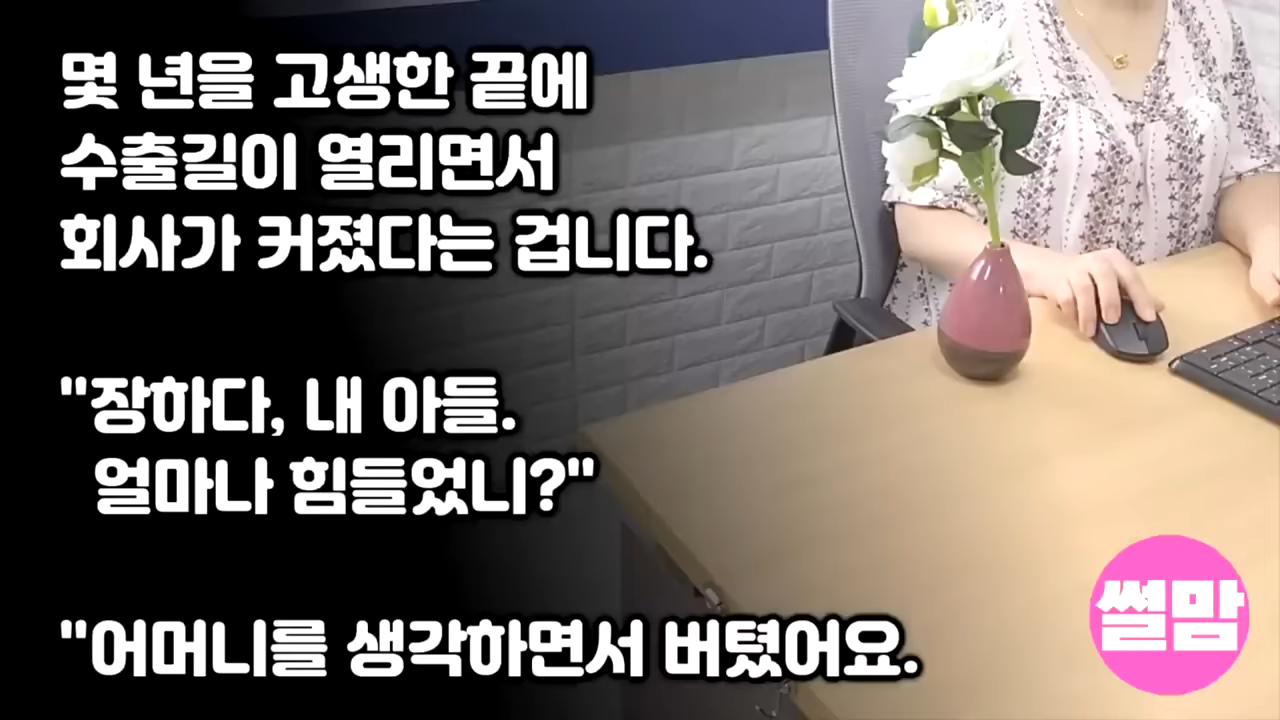 몇 년을 고생한 끝에
수출길이 열리면서
회사가 커졌다는 겁니다.
"장하다, 내 아들.
얼마나 힘들었니?"
"어머니를 생각하면서 버텼어요.
썰맘